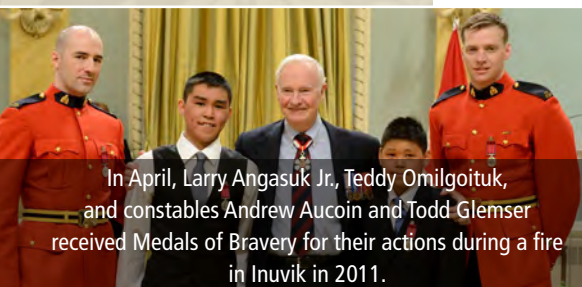 In April, Larry Angasuk Jr., Teddy Omilgoituk,
and constables Andrew Aucoin and Todd Glemser
received Medals of Bravery for their actions during a fire
in Inuvik in 2011.